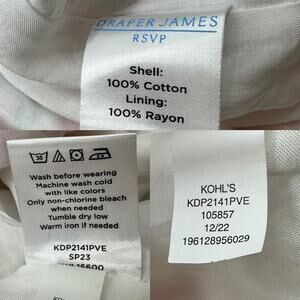 DRAPER JAMES
RSVP
Shell:
100% Cotton
Lining:
100% Rayon
Wash before wearing
Machine wash cold
with like colors
Only non-chlorine bleach
when needed
Tumble dry low
Warm iron if needed
KDP2141PVE
SP23
KOHL'S
KDP2141PVE
105857
12/22
196128956029